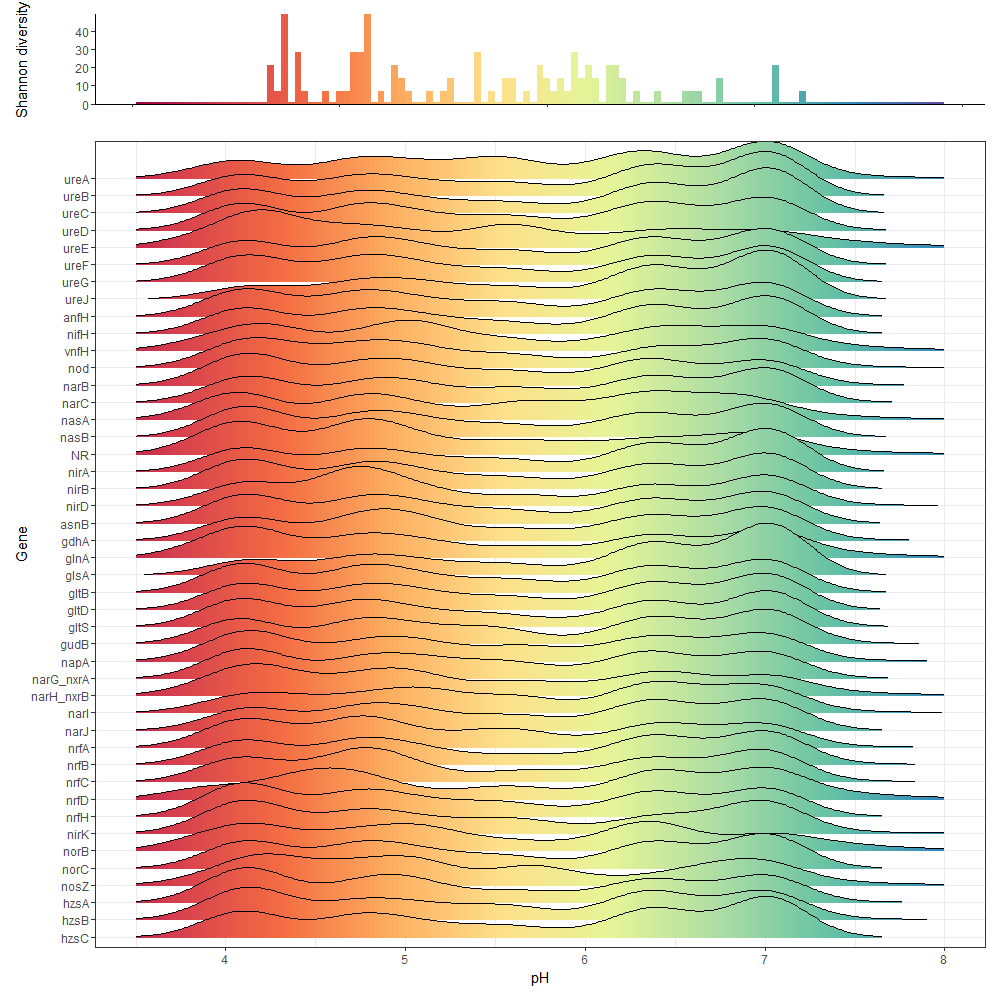 Shannon diversity
40
30
20
10
0
Gene
ureA
ureB
ureC
ureD
ureE
ureF
ureG
ureJ
anfH
nifH
vnfH
nod
narB
narC
nasA
nasB
NR
nirA
nirB
nirD
asnB
gdhA
glnA
glsA
gltB
gltD
gltS
gudB
napA
narG_nxrA
narH_nxrB
narI
narJ
nrfA
nrfB
nrfC
nrfD
nrfH
nirK
norB
norC
nosZ
hzsA
hzsB
hzsC
4 5 6 7 8
pH